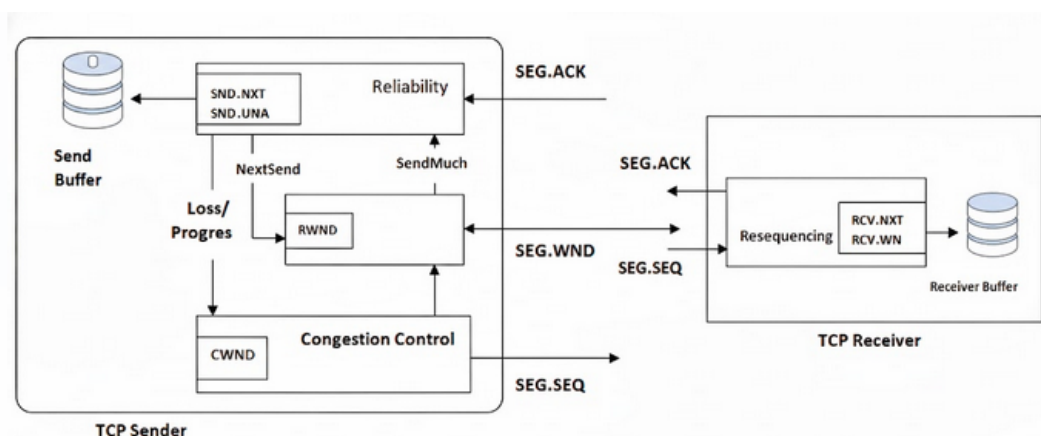 SND.NXT
SND.UNA
Reliability
SEG.ACK
Send
Buffer
NextSend
SendMuch
Loss/
Progres
RWND
SEG.WND
CWND
Congestion Control
SEG.SEQ
TCP Sender
SEG.ACK
Resequencing
RCV.NXT
RCV.WN
SEG.SEQ
Receiver Buffer
TCP Receiver